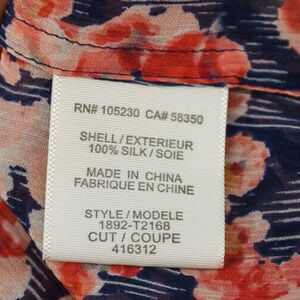 RN# 105230 CA# 58350
SHELL / EXTERIEUR
100% SILK / SOIE
MADE IN CHINA
FABRIQUE EN CHINE
STYLE / MODELE
1892-T2168
CUT / COUPE
416312